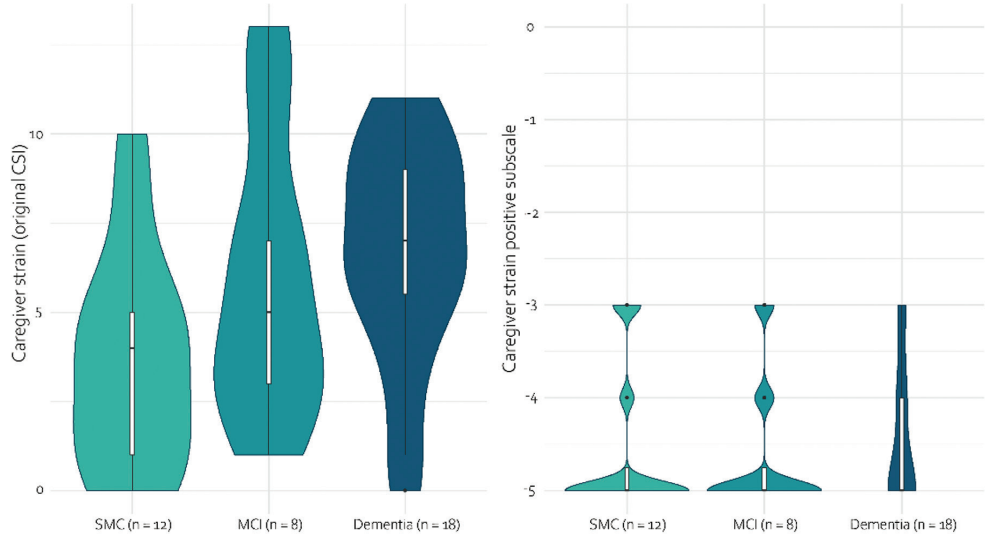 Caregiver strain (original CSI)
10
5
0
SMC (n = 12)
MCI (n = 8)
Dementia (n = 18)
Caregiver strain positive subscale
0
-1
-2
-3
-4
-5
SMC (n = 12)
MCI (n = 8)
Dementia (n = 18)